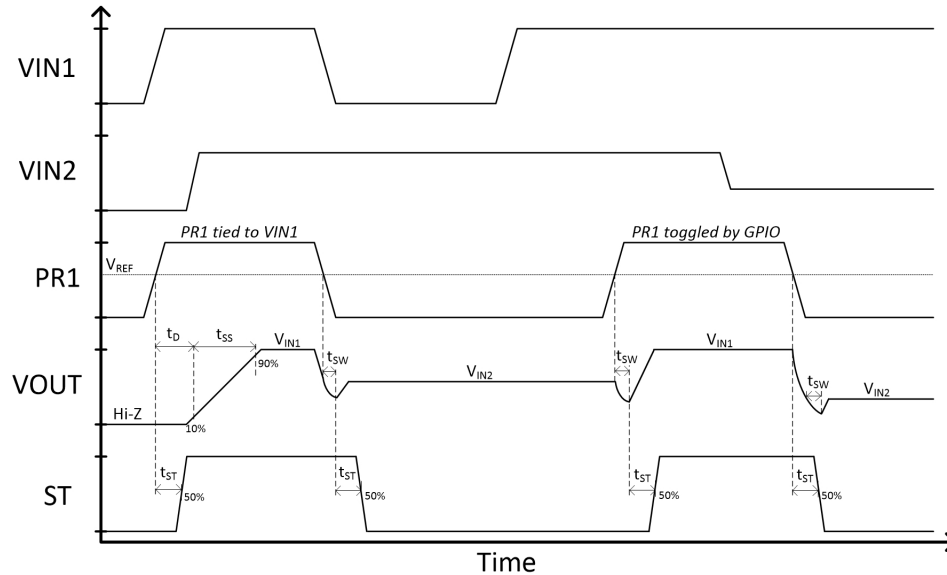 VIN1
VIN2
PR1 tied to VIN1
PR1 toggled by GPIO
PR1
VREF
tD
tSS
VIN1
tSW
VIN2
tSW
VIN1
tSW
VIN2
90%
VOUT
Hi-Z
10%
tST
50%
tST
50%
tST
50%
tST
50%
ST
Time